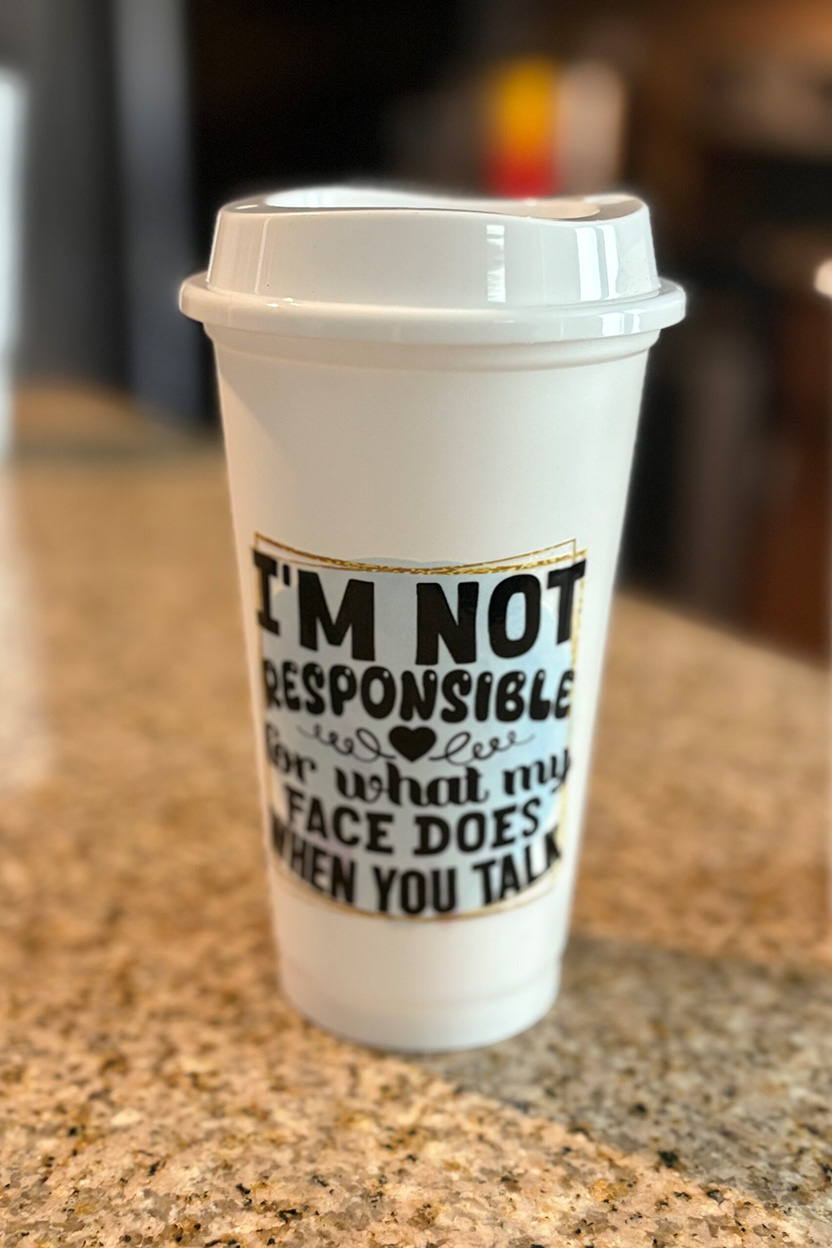 I'M NOT
RESPONSIBLE
for what my
FACE DOES
WHEN YOU TALK